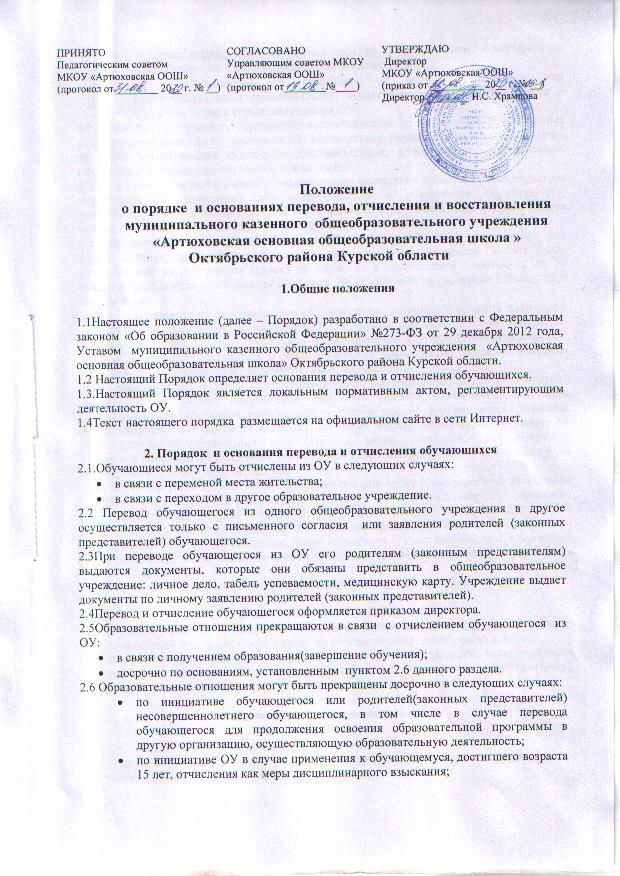 ПРИНЯТО
Педагогическим советом
МКОУ «Артюховская ООШ»
(протокол от 31-08 20 г. № 1)
СОГЛАСОВАНО
Управляющим советом МКОУ
«Артюховская ООШ»
(протокол от 19-08. № 1)
УТВЕРЖДАЮ
Директор
МКОУ «Артюховская ООШ»
(приказ от 20 г. №
Директор Н.С. Храмцова
Положение
о порядке и основаниях перевода, отчисления и восстановления
муниципального казенного общеобразовательного учреждения
«Артюховская основная общеобразовательная школа »
Октябрьского района Курской области
1.Общие положения
1.1Настоящее положение (далее – Порядок) разработано в соответствии с Федеральным
законом «Об образовании в Российской Федерации» №273-ФЗ от 29 декабря 2012 года,
Уставом муниципального казенного общеобразовательного учреждения «Артюховская
основная общеобразовательная школа» Октябрьского района Курской области.
1.2 Настоящий Порядок определяет основания перевода и отчисления обучающихся.
1.3.Настоящий Порядок является локальным нормативным актом, регламентирующим
деятельность ОУ.
1.4Текст настоящего порядка размещается на официальном сайте в сети Интернет.
2. Порядок и основания перевода и отчисления обучающихся
2.1.Обучающиеся могут быть отчислены из ОУ в следующих случаях:
• в связи с переменой места жительства;
• в связи с переходом в другое образовательное учреждение.
2.2 Перевод обучающегося из одного общеобразовательного учреждения в другое
осуществляется только с письменного согласия или заявления родителей (законных
представителей) обучающегося.
2.3При переводе обучающегося из ОУ его родителям (законным представителям)
выдаются документы, которые они обязаны представить в общеобразовательное
учреждение: личное дело, табель успеваемости, медицинскую карту. Учреждение выдает
документы по личному заявлению родителей (законных представителей).
2.4Перевод и отчисление обучающегося оформляется приказом директора.
2.5Образовательные отношения прекращаются в связи с отчислением обучающегося из
ОУ:
• в связи с получением образования(завершение обучения);
• досрочно по основаниям, установленным пунктом 2.6 данного раздела.
2.6 Образовательные отношения могут быть прекращены досрочно в следующих случаях:
• по инициативе обучающегося или родителей(законных представителей)
несовершеннолетнего обучающегося, в том числе в случае перевода
обучающегося для продолжения освоения образовательной программы в
другую организацию, осуществляющую образовательную деятельность;
• по инициативе ОУ в случае применения к обучающемуся, достигшего возраста
15 лет, отчисления как меры дисциплинарного взыскания;